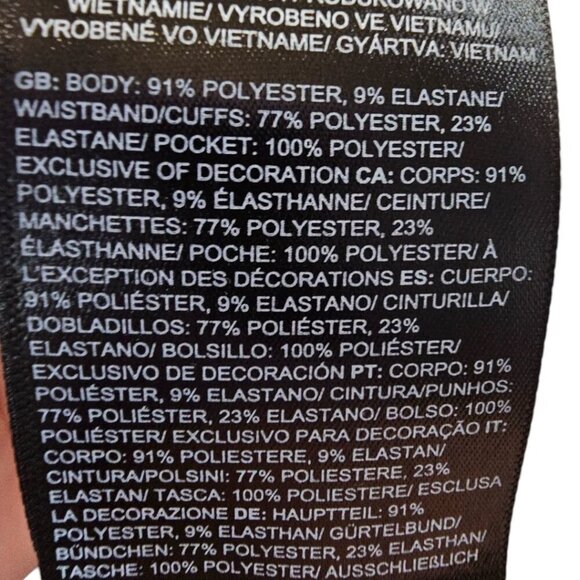 WIETNAMIE/ VYROBENO VE VIETNAMU/
VYROBENÉ VO VIETNAME/ GYÁRTVA: VIETNAM
GB: BODY: 91% POLYESTER, 9% ELASTANE/
WAISTBAND/CUFFS: 77% POLYESTER, 23%
ELASTANE/ POCKET: 100% POLYESTER/
EXCLUSIVE OF DECORATION CA: CORPS: 91%
POLYESTER, 9% ÉLASTHANNE/ CEINTURE/
MANCHETTES: 77% POLYESTER, 23%
ÉLASTHANNE/ POCHE: 100% POLYESTER/ À
L'EXCEPTION DES DÉCORATIONS ES: CUERPO:
91% POLIÉSTER, 9% ELASTANO/ CINTURILLA/
DOBLADILLOS: 77% POLIÉSTER, 23%
ELASTANO/ BOLSILLO: 100% POLIÉSTER/
EXCLUSIVO DE DECORACIÓN PT: CORPO: 91%
POLIÉSTER, 9% ELASTANO/ CINTURA/PUNHOS:
77% POLIÉSTER, 23% ELASTANO/ BOLSO: 100%
POLIÉSTER/ EXCLUSIVO PARA DECORAÇÃO IT:
CORPO: 91% POLIESTERE, 9% ELASTAN/
CINTURA/POLSINI: 77% POLIESTERE, 23%
ELASTAN/ TASCA: 100% POLIESTERE/ ESCLUSA
LA DECORAZIONE DE: HAUPTTEIL: 91%
POLYESTER, 9% ELASTHAN/ GÜRTELBUND/
BÜNDCHEN: 77% POLYESTER, 23% ELASTHAN/
TASCHE: 100% POLYESTER/ AUSSCHLIEßLICH